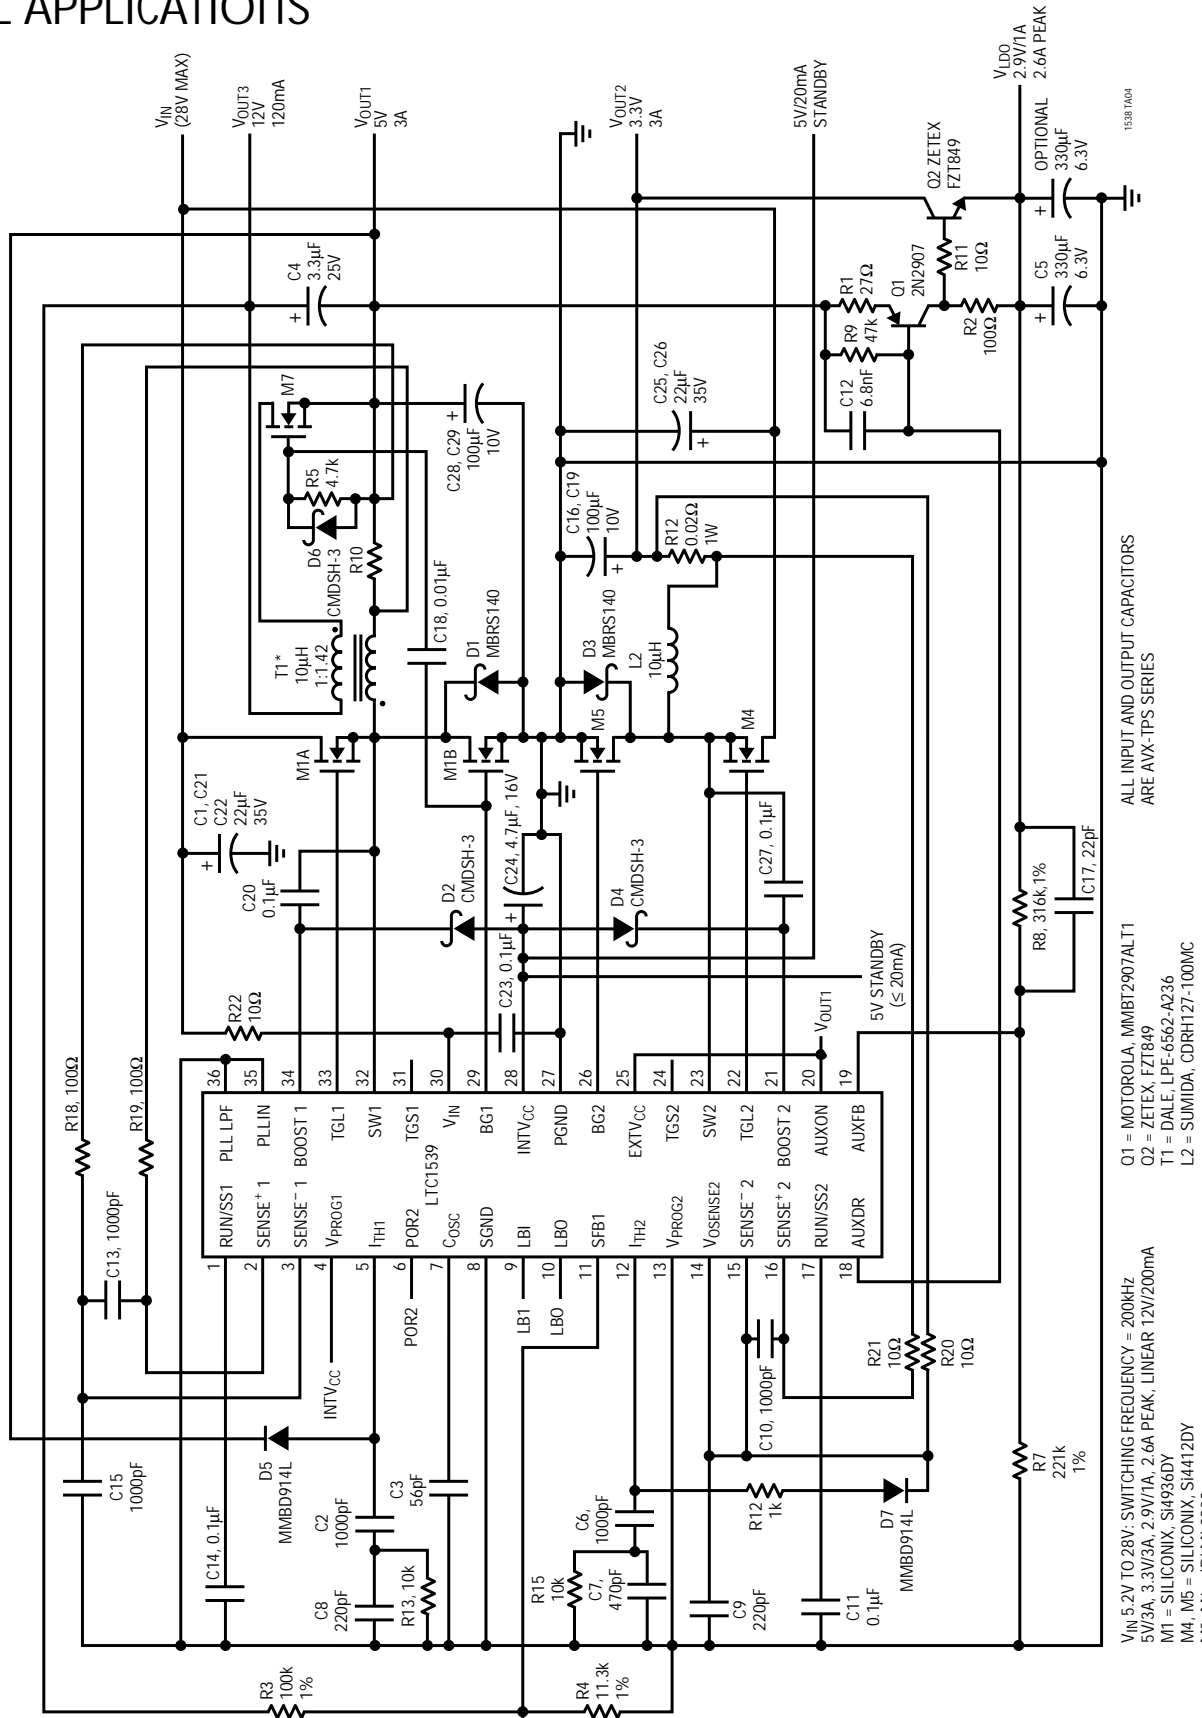 L APPLICATIONS
VIN
(28V MAX)
VOUT3
12V
120mA
VOUT1
5V
3A
VOUT2
3.3V
3A
5V/20mA
STANDBY
VLDO
2.9V/1A
2.6A PEAK
C4
3.3µF
25V
+
M7
R5
4.7k
D6
CMDSH-3
R10
T1*
10µH
1:1.42
C18, 0.01µF
C28, C29
100µF
10V
+
D1
MBRS140
C16, C19
100µF
10V
+
C25, C26
22µF
35V
+
R12
0.02Ω
1W
D3
MBRS140
L2
10µH
R1
27Ω
R9
47k
C12
6.8nF
Q1
2N2907
R11
10Ω
R2
100Ω
Q2 ZETEX
FZT849
C5
330µF
6.3V
+
OPTIONAL
330µF
6.3V
+
1538 TA04
M1A
M1B
M5
M4
C1, C21
C22
22µF
35V
+
C20
0.1µF
D2
CMDSH-3
C24, 4.7µF, 16V
+
D4
CMDSH-3
C27, 0.1µF
R22
10Ω
C23, 0.1µF
5V STANDBY
(≤ 20mA)
VOUT1
R8, 316k,1%
C17, 22pF
R18, 100Ω
R19, 100Ω
C13, 1000pF
36
35
34
33
32
31
30
29
28
27
26
25
24
23
22
21
20
19
PLL LPF
PLLIN
BOOST 1
TGL1
SW1
TGS1
VIN
BG1
INTVCC
PGND
BG2
EXTVCC
TGS2
SW2
TGL2
BOOST 2
AUXON
AUXFB
LTC1539
RUN/SS1
SENSE+ 1
SENSE– 1
VPROG1
ITH1
POR2
COSC
SGND
LBI
LBO
SFB1
ITH2
VPROG2
VOSENSE2
SENSE– 2
SENSE+ 2
RUN/SS2
AUXDR
1
2
3
4
5
6
7
8
9
10
11
12
13
14
15
16
17
18
INTVCC
POR2
LB1
LBO
C15
1000pF
D5
MMBD914L
C14, 0.1µF
C2
1000pF
C3
56pF
C8
220pF
R13, 10k
C6,
1000pF
R15
10k
C7,
470pF
R12
1k
C10, 1000pF
R21
10Ω
R20
10Ω
D7
MMBD914L
C9
220pF
C11
0.1µF
R7
221k
1%
R3
100k
1%
R4
11.3k
1%
VIN 5.2V TO 28V: SWITCHING FREQUENCY = 200kHz
5V/3A, 3.3V/3A, 2.9V/1A, 2.6A PEAK, LINEAR 12V/200mA
M1 = SILICONIX, Si4936DY
M4, M5 = SILICONIX, Si4412DY
Q1 = MOTOROLA, MMBT2907ALT1
Q2 = ZETEX, FZT849
T1 = DALE, LPE-6562-A236
L2 = SUMIDA, CDRH127-100MC
ALL INPUT AND OUTPUT CAPACITORS
ARE AVX-TPS SERIES